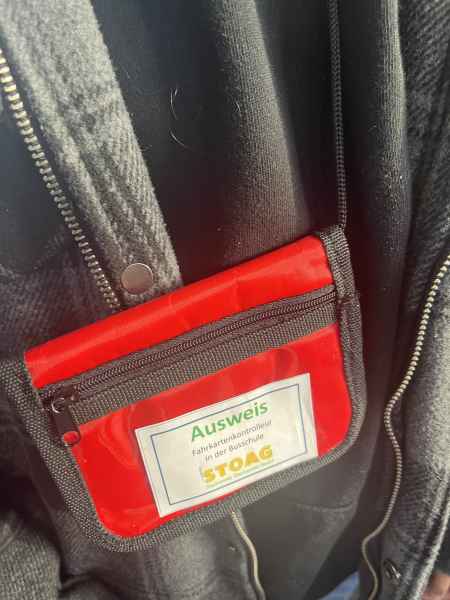 Ausweis
Fahrkartenkontrolleur
in der Busschule
STOAG